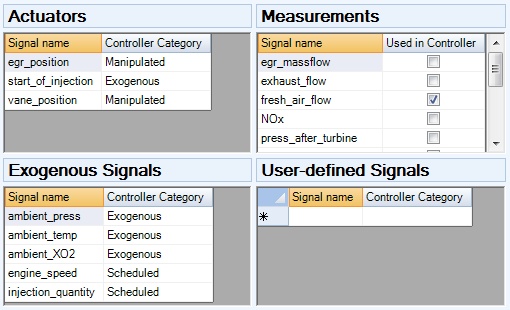 Actuators
Signal name Controller Category
egr_position Manipulated
start_of_injection Exogenous
vane_position Manipulated
Measurements
Signal name Used in Controller
egr_massflow
exhaust_flow
fresh_air_flow
NOx
press_after_turbine
Exogenous Signals
Signal name Controller Category
ambient_press Exogenous
ambient_temp Exogenous
ambient_XO2 Exogenous
engine_speed Scheduled
injection_quantity Scheduled
User-defined Signals
Signal name Controller Category